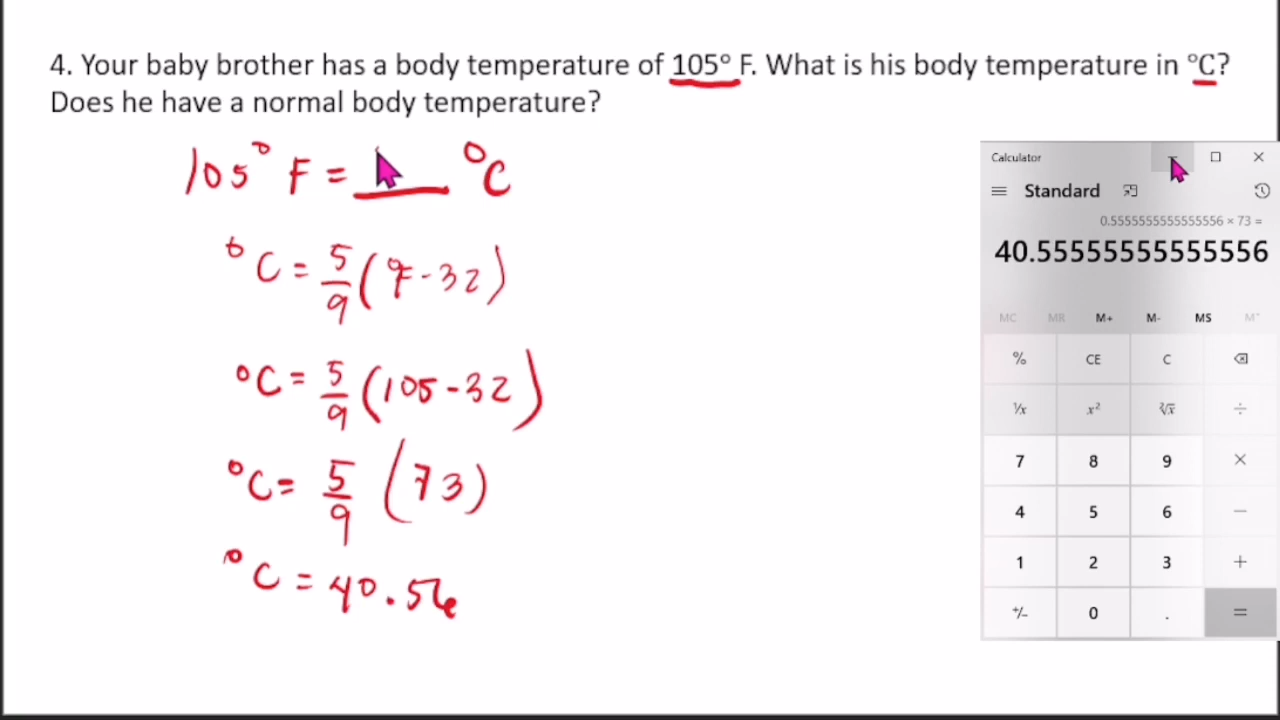 4. Your baby brother has a body temperature of 105° F. What is his body temperature in °C?
Does he have a normal body temperature?
105° F = ___ °C
°C = 5/9 (F - 32)
°C = 5/9 (105 - 32)
°C = 5/9 (73)
°C = 40.56
Calculator
Standard
0.5555555555555556 × 73 =
40.55555555555556
MC MR M+ M- MS M˅
% CE C
¹/x x² ²√x ÷
7 8 9 ×
4 5 6 −
1 2 3 +
+/− 0 . =